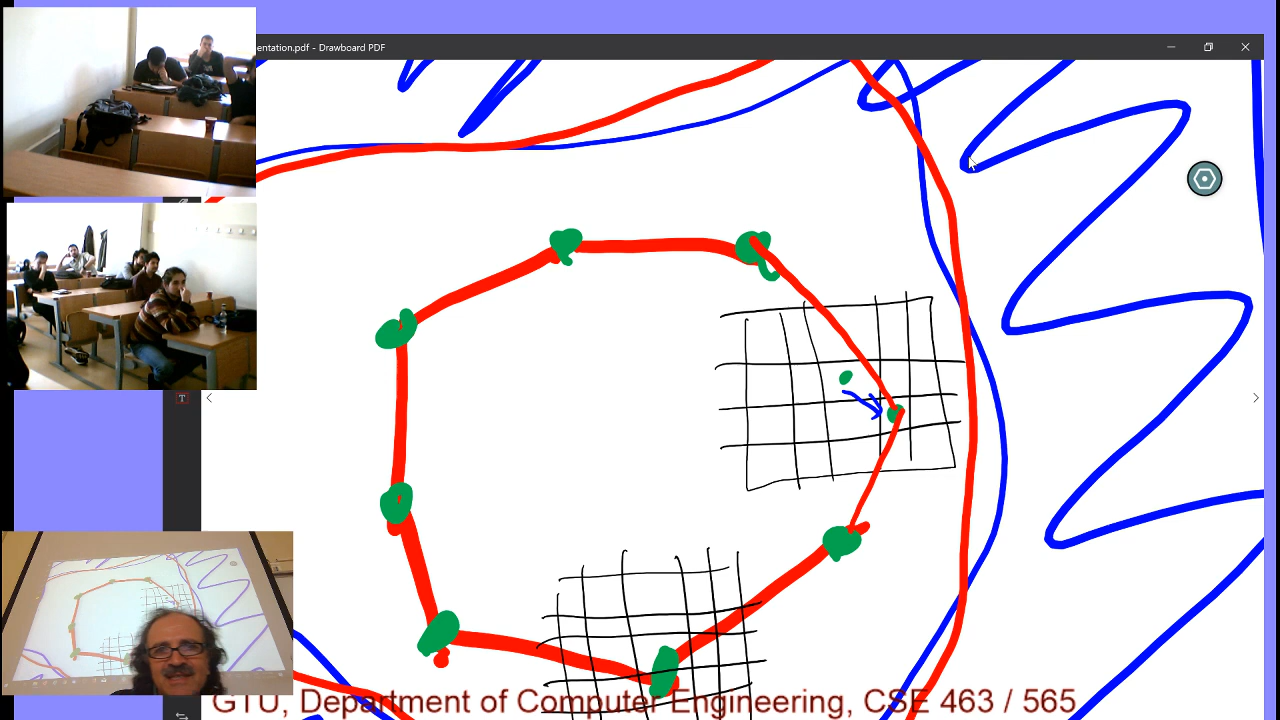 entation.pdf - Drawboard PDF
T
GTU, Department of Computer Engineering, CSE 463 / 565